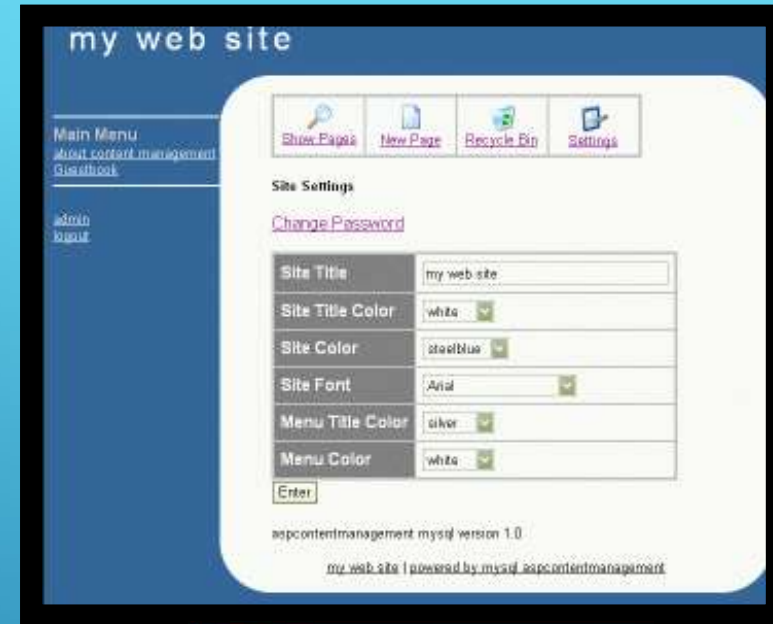 my web site
Main Menu
about content management
Guestbook
admin
logout
Show Pages New Page Recycle Bin Settings
Site Settings
Change Password
Site Title my web site
Site Title Color white
Site Color steelblue
Site Font Arial
Menu Title Color silver
Menu Color white
Enter
aspcontentmanagement mysql version 1.0
my web site | powered by mysql aspcontentmanagement